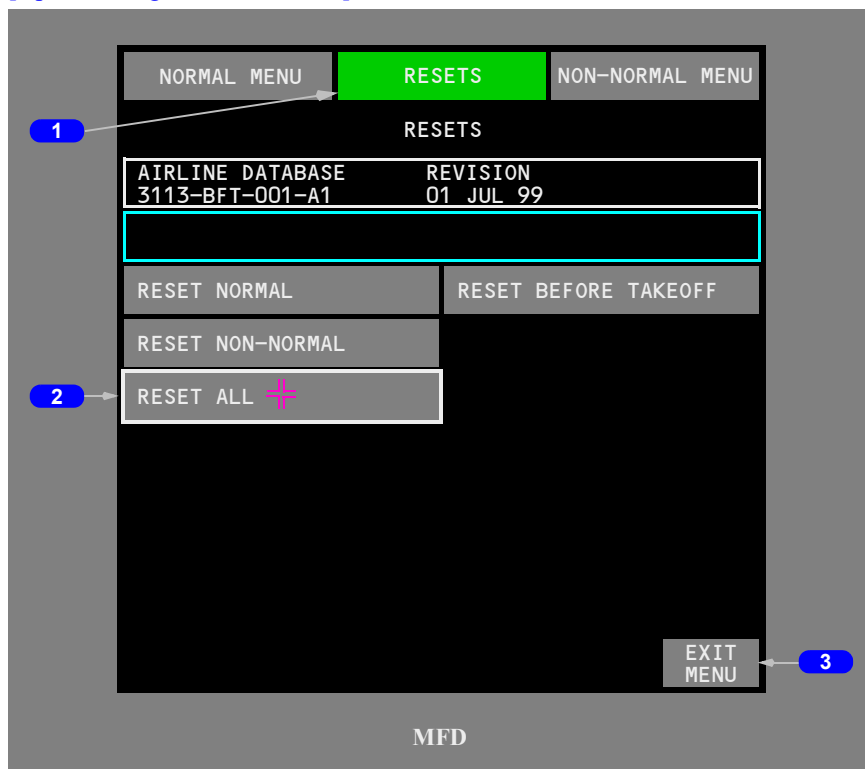 NORMAL MENU RESETS NON-NORMAL MENU
1
RESETS
AIRLINE DATABASE REVISION
3113-BFT-001-A1 01 JUL 99
RESET NORMAL RESET BEFORE TAKEOFF
RESET NON-NORMAL
2 RESET ALL
EXIT
MENU
3
MFD